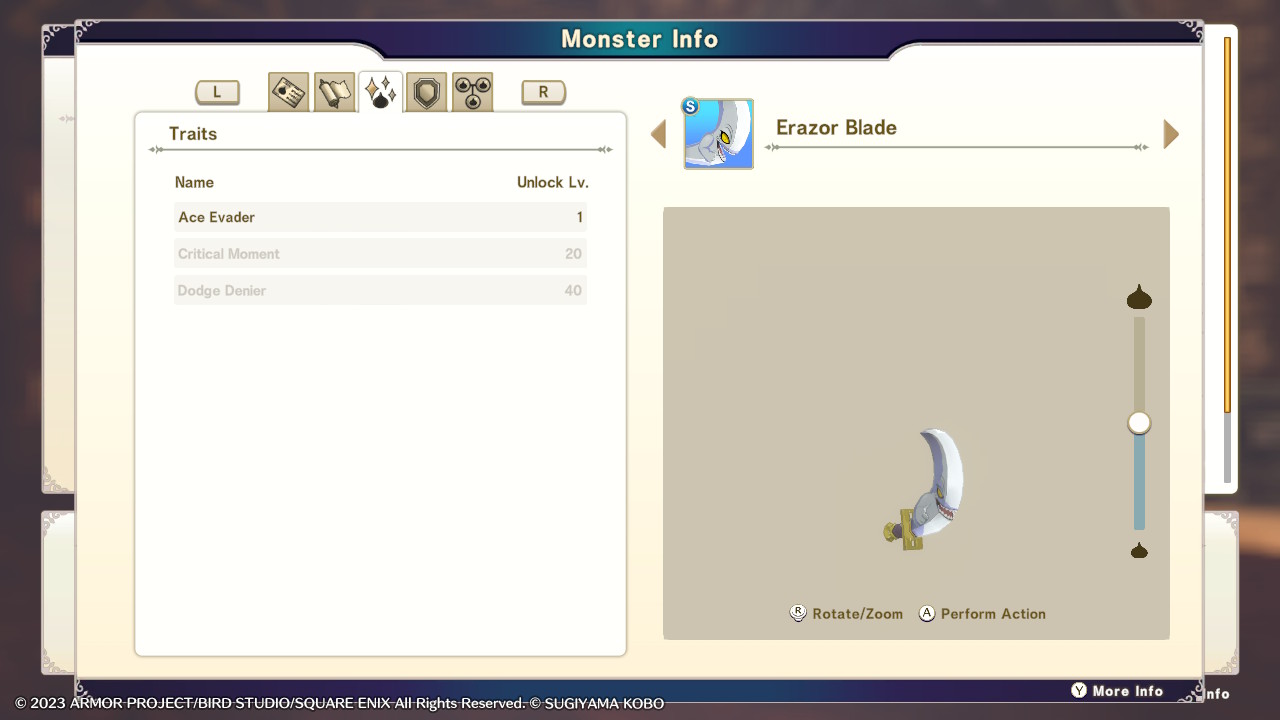 Monster Info
L
R
Traits
Name Unlock Lv.
Ace Evader 1
Critical Moment 20
Dodge Denier 40
S
Erazor Blade
R Rotate/Zoom A Perform Action
Y More Info
nfo
© 2023 ARMOR PROJECT/BIRD STUDIO/SQUARE ENIX All Rights Reserved. © SUGIYAMA KOBO